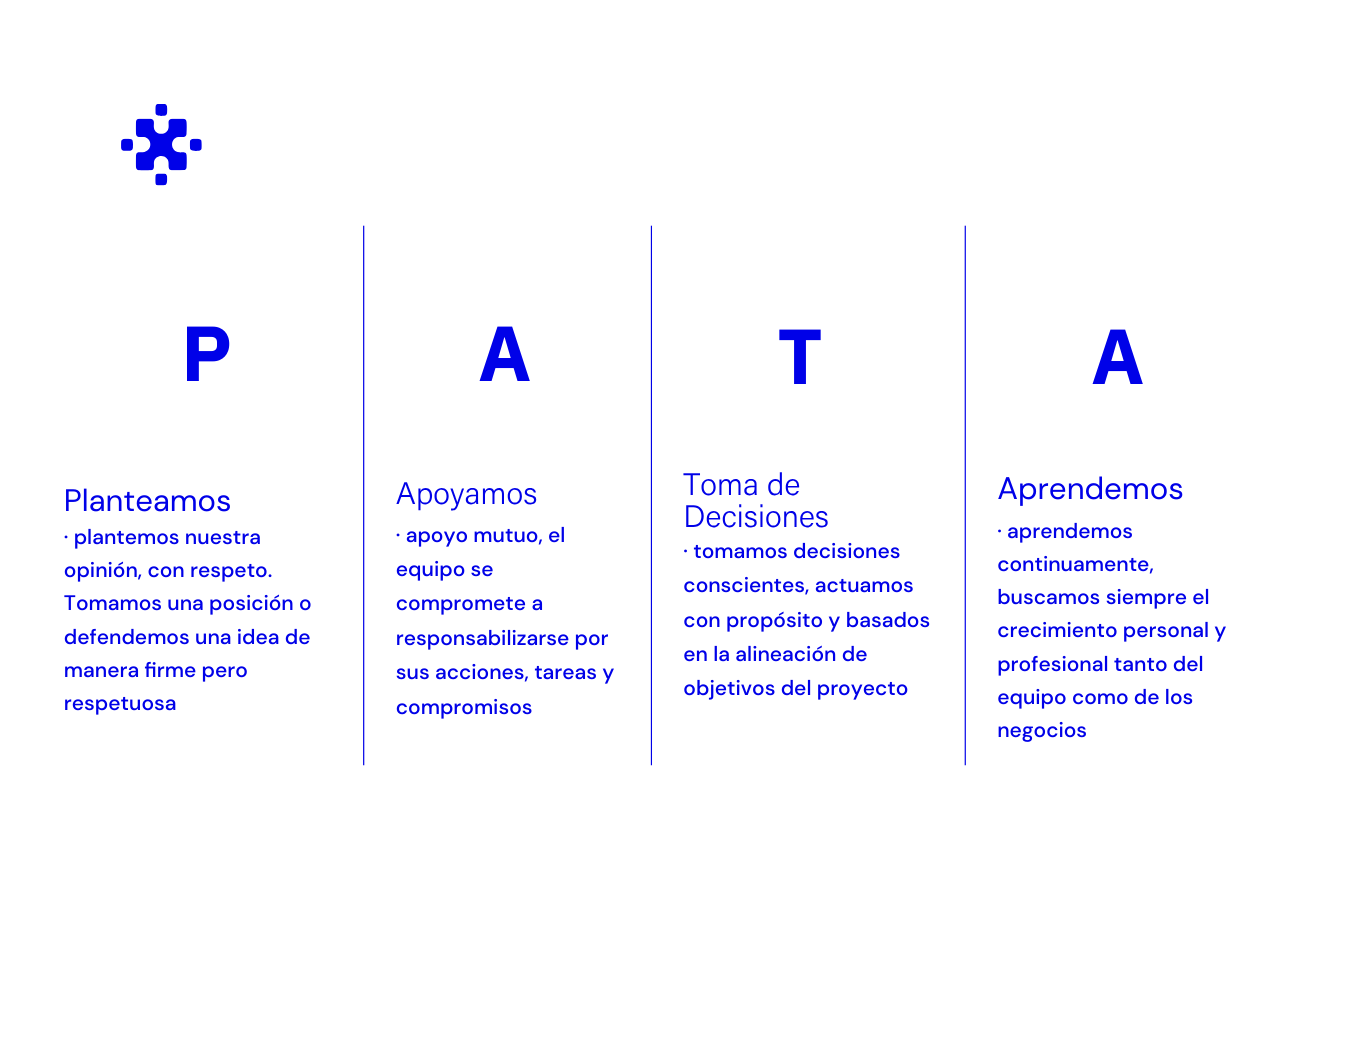 P
Planteamos
· plantemos nuestra
opinión, con respeto.
Tomamos una posición o
defendemos una idea de
manera firme pero
respetuosa
A
Apoyamos
· apoyo mutuo, el
equipo se
compromete a
responsabilizarse por
sus acciones, tareas y
compromisos
T
Toma de
Decisiones
· tomamos decisiones
conscientes, actuamos
con propósito y basados
en la alineación de
objetivos del proyecto
A
Aprendemos
· aprendemos
continuamente,
buscamos siempre el
crecimiento personal y
profesional tanto del
equipo como de los
negocios